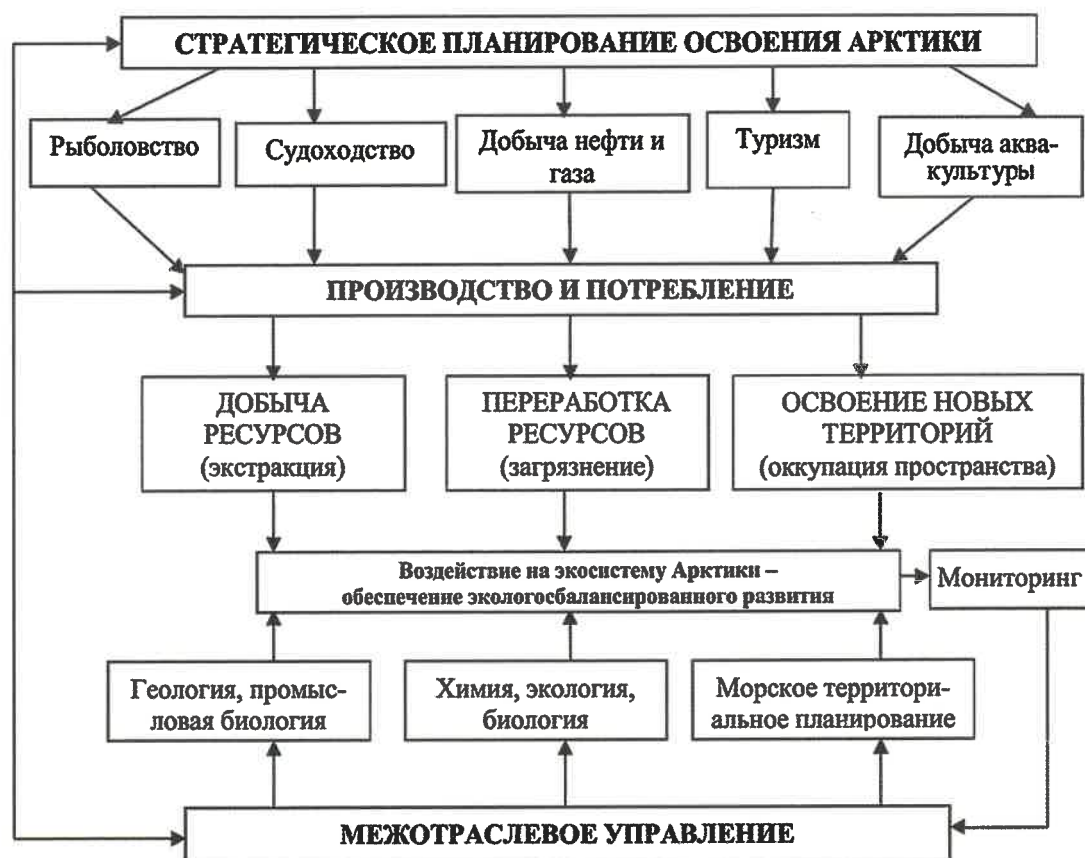 СТРАТЕГИЧЕСКОЕ ПЛАНИРОВАНИЕ ОСВОЕНИЯ АРКТИКИ
Рыболовство
Судоходство
Добыча нефти и
газа
Туризм
Добыча аква-
культуры
ПРОИЗВОДСТВО И ПОТРЕБЛЕНИЕ
ДОБЫЧА
РЕСУРСОВ
(экстракция)
ПЕРЕРАБОТКА
РЕСУРСОВ
(загрязнение)
ОСВОЕНИЕ НОВЫХ
ТЕРРИТОРИЙ
(оккупация пространства)
Воздействие на экосистему Арктики –
обеспечение экологосбалансированного развития
Мониторинг
Геология, промыс-
ловая биология
Химия, экология,
биология
Морское территори-
альное планирование
МЕЖОТРАСЛЕВОЕ УПРАВЛЕНИЕ